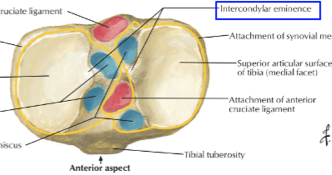 cruciate ligament
Intercondylar eminence
Attachment of synovial me
Superior articular surface
of tibia (medial facet)
Attachment of anterior
cruciate ligament
niscus
Tibial tuberosity
Anterior aspect